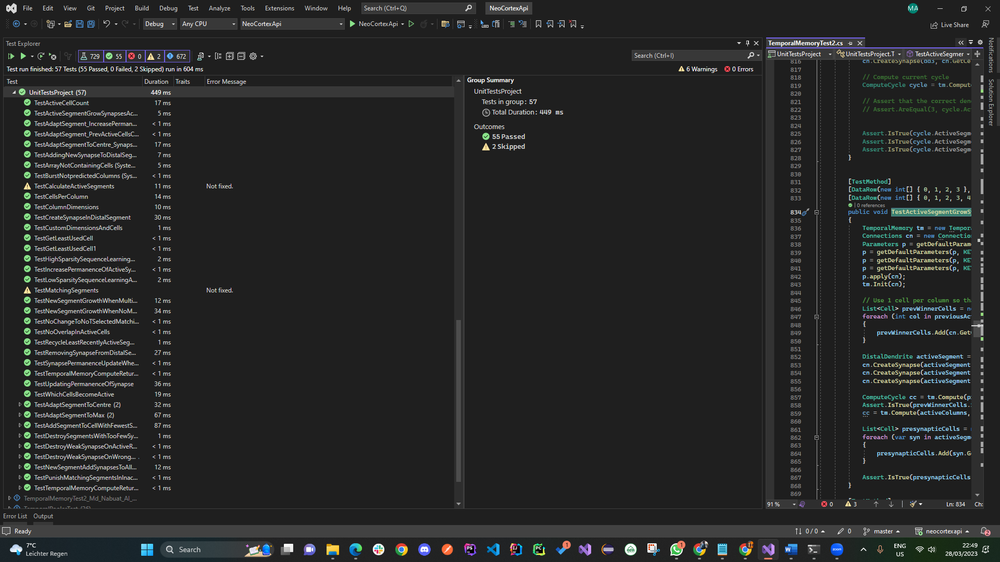 File Edit View Git Project Build Debug Test Analyze Tools Extensions Window Help Search (Ctrl+Q) NeoCortexApi MA
Debug Any CPU NeoCortexApi NeoCortexApi Live Share
Test Explorer
729 55 0 2 672 Search (Ctrl+I)
Test run finished: 57 Tests (55 Passed, 0 Failed, 2 Skipped) run in 604 ms 6 Warnings 0 Errors
Test Duration Traits Error Message
UnitTestsProject (57) 449 ms
TestActiveCellCount 17 ms
TestActiveSegmentGrowSynapsesAc... 5 ms
TestAdaptSegment_IncreasePerman... < 1 ms
TestAdaptSegment_PrevActiveCellsC... < 1 ms
TestAdaptSegmentToCentre_Synaps... 17 ms
TestAddingNewSynapseToDistalSeg... 7 ms
TestArrayNotContainingCells (Syste... 5 ms
TestBurstNotpredictedColumns (Sys... < 1 ms
TestCalculateActiveSegments 11 ms Not fixed.
TestCellsPerColumn 14 ms
TestColumnDimensions 10 ms
TestCreateSynapseInDistalSegment 30 ms
TestCustomDimensionsAndCells 1 ms
TestGetLeastUsedCell < 1 ms
TestGetLeastUsedCell1 < 1 ms
TestHighSparsitySequenceLearning... 2 ms
TestIncreasePermanenceOfActiveSy... < 1 ms
TestLowSparsitySequenceLearningA... 2 ms
TestMatchingSegments Not fixed.
TestNewSegmentGrowthWhenMulti... 12 ms
TestNewSegmentGrowthWhenNoM... 34 ms
TestNoChangeToNoTSelectedMatchi... < 1 ms
TestNoOverlapInActiveCells < 1 ms
TestRecycleLeastRecentlyActiveSeg... 1 ms
TestRemovingSynapseFromDistalSe... 27 ms
TestSynapsePermanenceUpdateWhe... < 1 ms
TestTemporalMemoryComputeRetur... < 1 ms
TestUpdatingPermanenceOfSynapse 36 ms
TestWhichCellsBecomeActive 19 ms
TestAdaptSegmentToCentre (2) 32 ms
TestAdaptSegmentToMax (2) 67 ms
TestAddSegmentToCellWithFewestS... 87 ms
TestDestroySegmentsWithTooFewSy... 1 ms
TestDestroyWeakSynapseOnActiveR... < 1 ms
TestDestroyWeakSynapseOnWrong... < 1 ms
TestNewSegmentAddSynapsesToAll... 12 ms
TestPunishMatchingSegmentsInInac... < 1 ms
TestTemporalMemoryComputeRetur... < 1 ms
TemporalMemoryTest2_Md_Nabuat_Al_...
TemporalPoolerTest (26)
Group Summary
UnitTestsProject
Tests in group: 57
Total Duration: 449 ms
Outcomes
55 Passed
2 Skipped
TemporalMemoryTest2.cs
UnitTestsProject UnitTestsProject.T TestActiveSegmer
816 cn.CreateSynapse(dd3, cn.GetCe
817
818 // Compute current cycle
819 ComputeCycle cycle = tm.Comput
820
821 // Assert that the correct den
822 // Assert.AreEqual(3, cycle.Ac
823
824
825 Assert.IsTrue(cycle.ActiveSegm
826 Assert.IsTrue(cycle.ActiveSegm
827 Assert.IsTrue(cycle.ActiveSegm
828 }
829
830
831 [TestMethod]
832 [DataRow(new int[] { 0, 1, 2, 3 },
833 [DataRow(new int[] { 0, 1, 2, 3, 4
| 0 references
834 public void TestActiveSegmentGrowSy
835 {
836 TemporalMemory tm = new Tempora
837 Connections cn = new Connection
838 Parameters p = getDefaultParam
839 p = getDefaultParameters(p, KE
840 p = getDefaultParameters(p, KE
841 p = getDefaultParameters(p, KE
842 p.apply(cn);
843 tm.Init(cn);
844
845 // Use 1 cell per column so th
846 List<Cell> prevWinnerCells = n
847 foreach (int col in previousAc
848 {
849 prevWinnerCells.Add(cn.Get
850 }
851
852 DistalDendrite activeSegment =
853 cn.CreateSynapse(activeSegment
854 cn.CreateSynapse(activeSegment
855 cn.CreateSynapse(activeSegment
856
857 ComputeCycle cc = tm.Compute(p
858 Assert.IsTrue(prevWinnerCells.
859 cc = tm.Compute(activeColumns,
860
861 List<Cell> presynapticCells =
862 foreach (var syn in activeSegm
863 {
864 presynapticCells.Add(syn.G
865 }
866
867 Assert.IsTrue(presynapticCells
868 }
869
91 % 0 3 Ln: 834 Ch:
Notifications
Solution Explorer
Error List Output
Ready 0 / 0 0 master neocortexapi 2
7°C
Leichter Regen
Search
1 1
ENG
US
22:49
28/03/2023